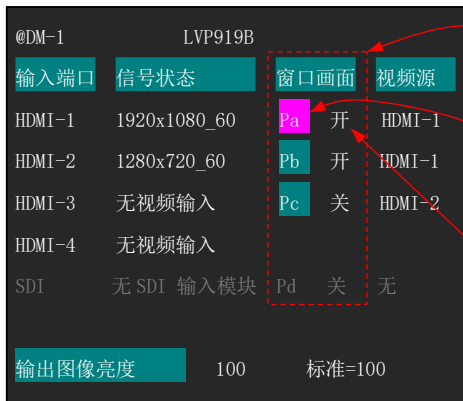 @DM-1 LVP919B
输入端口 信号状态 窗口画面 视频源
HDMI-1 1920x1080_60 Pa 开 HDMI-1
HDMI-2 1280x720_60 Pb 开 HDMI-1
HDMI-3 无视频输入 Pc 关 HDMI-2
HDMI-4 无视频输入
SDI 无 SDI 输入模块 Pd 关 无
输出图像亮度 100 标准=100